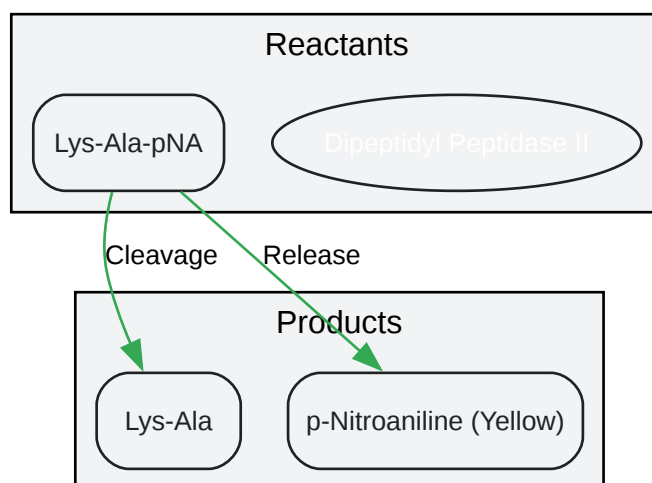 Reactants
Lys-Ala-pNA
Dipeptidyl Peptidase II
Cleavage
Release
Products
Lys-Ala
p-Nitroaniline (Yellow)